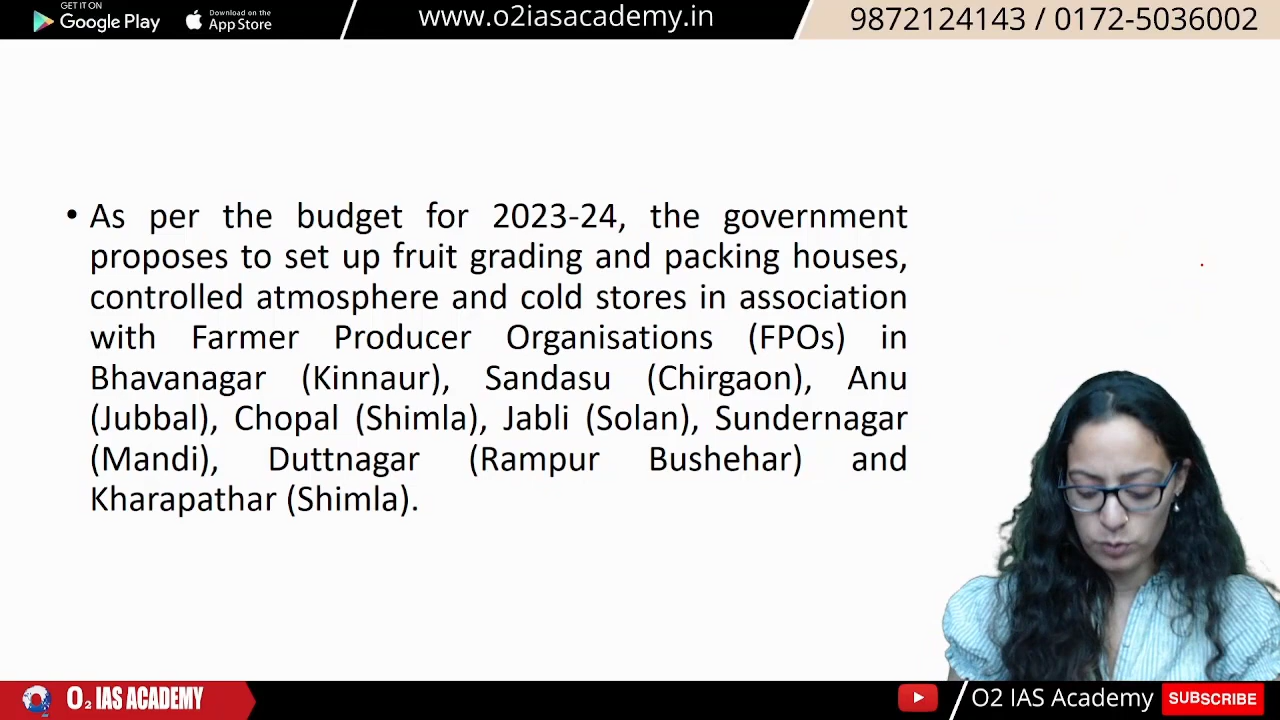 GET IT ON
Google Play
Download on the
App Store
www.o2iasacademy.in
9872124143 / 0172-5036002
• As per the budget for 2023-24, the government
proposes to set up fruit grading and packing houses,
controlled atmosphere and cold stores in association
with Farmer Producer Organisations (FPOs) in
Bhavanagar (Kinnaur), Sandasu (Chirgaon), Anu
(Jubbal), Chopal (Shimla), Jabli (Solan), Sundernagar
(Mandi), Duttnagar (Rampur Bushehar) and
Kharapathar (Shimla).
O₂ IAS ACADEMY
O2 IAS Academy
SUBSCRIBE